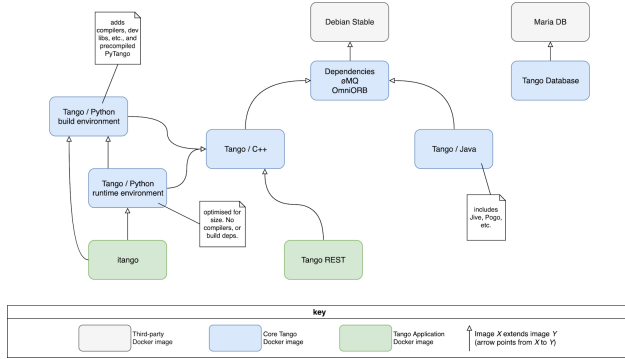 adds
compilers, dev
libs, etc., and
precompiled
PyTango
Debian Stable
Maria DB
Dependencies
øMQ
OmniORB
Tango Database
Tango / Python
build environment
Tango / C++
Tango / Java
Tango / Python
runtime environment
optimised for
size. No
compilers, or
build deps.
includes
Jive, Pogo,
etc.
itango
Tango REST
key
Third-party
Docker image
Core Tango
Docker image
Tango Application
Docker image
Image X extends image Y
(arrow points from X to Y)